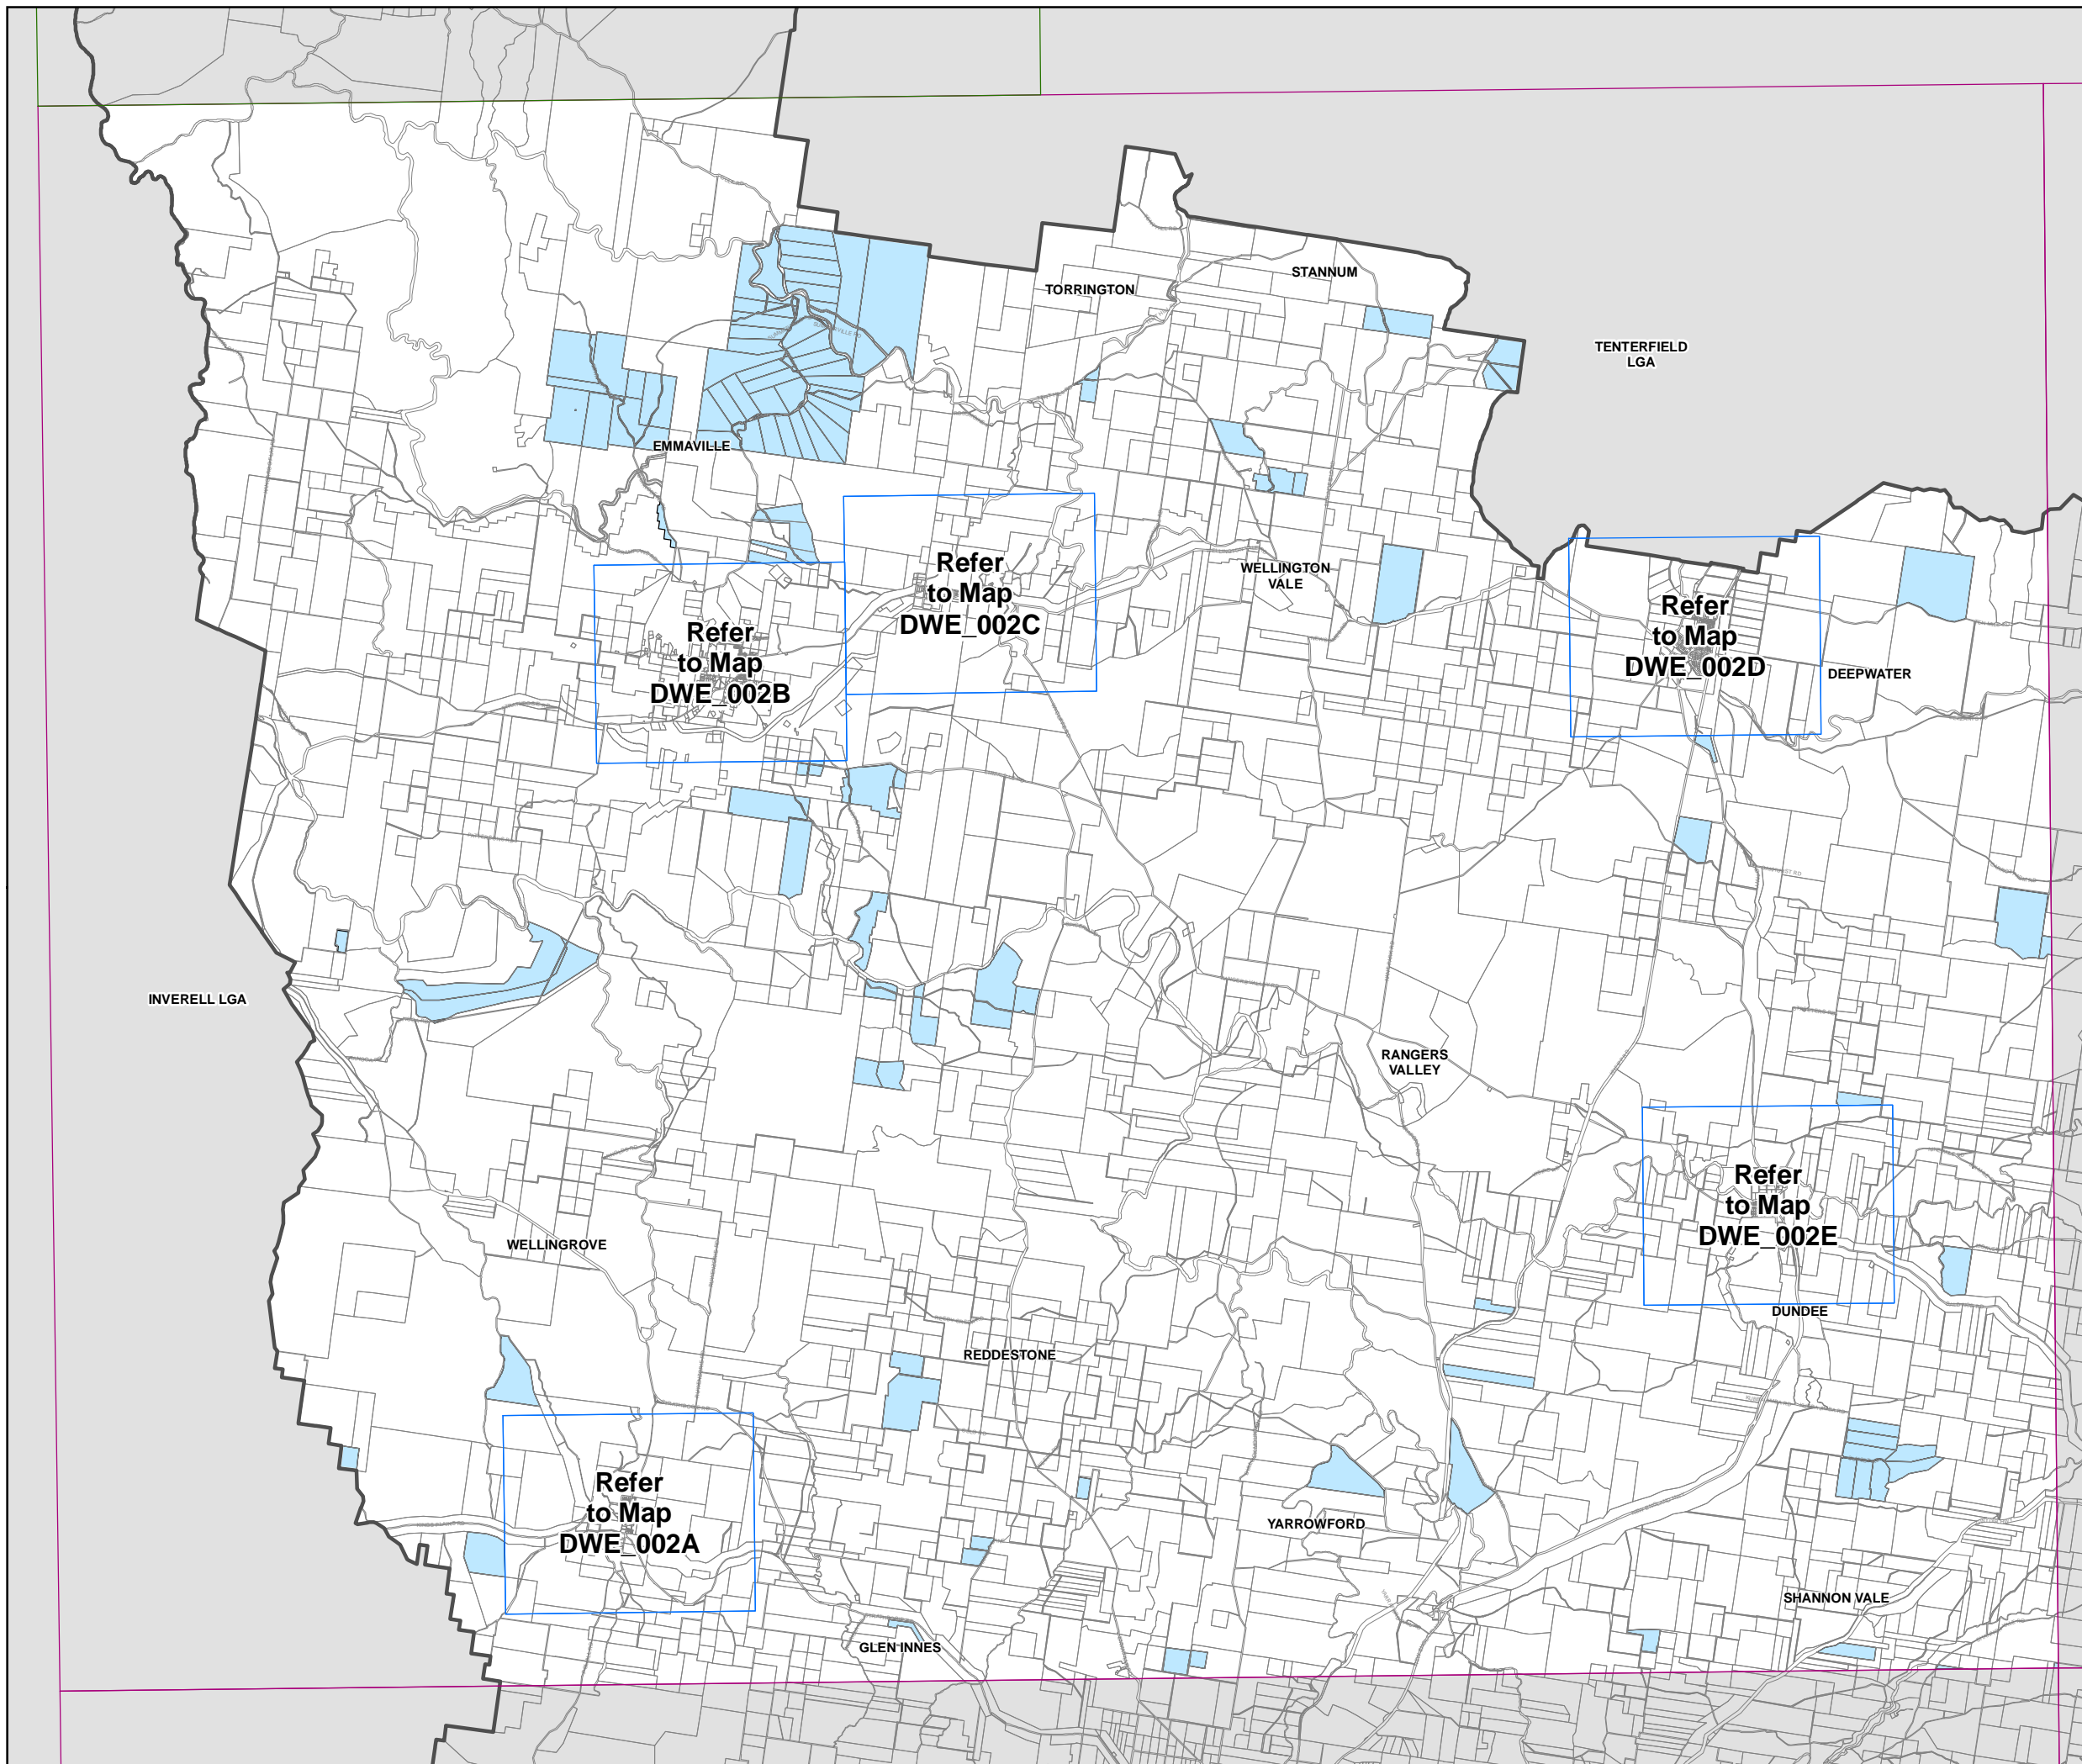 STANNUM
TORRINGTON
TENTERFIELD
LGA
EMMAVILLE
Refer
to Map
DWE_002C
WELLINGTON
VALE
Refer
to Map
DWE_002D
Refer
to Map
DWE_002B
DEEPWATER
INVERELL LGA
RANGERS
VALLEY
Refer
to Map
DWE_002E
WELLINGROVE
DUNDEE
REDDESTONE
Refer
to Map
DWE_002A
YARROWFORD
SHANNON VALE
GLEN INNES